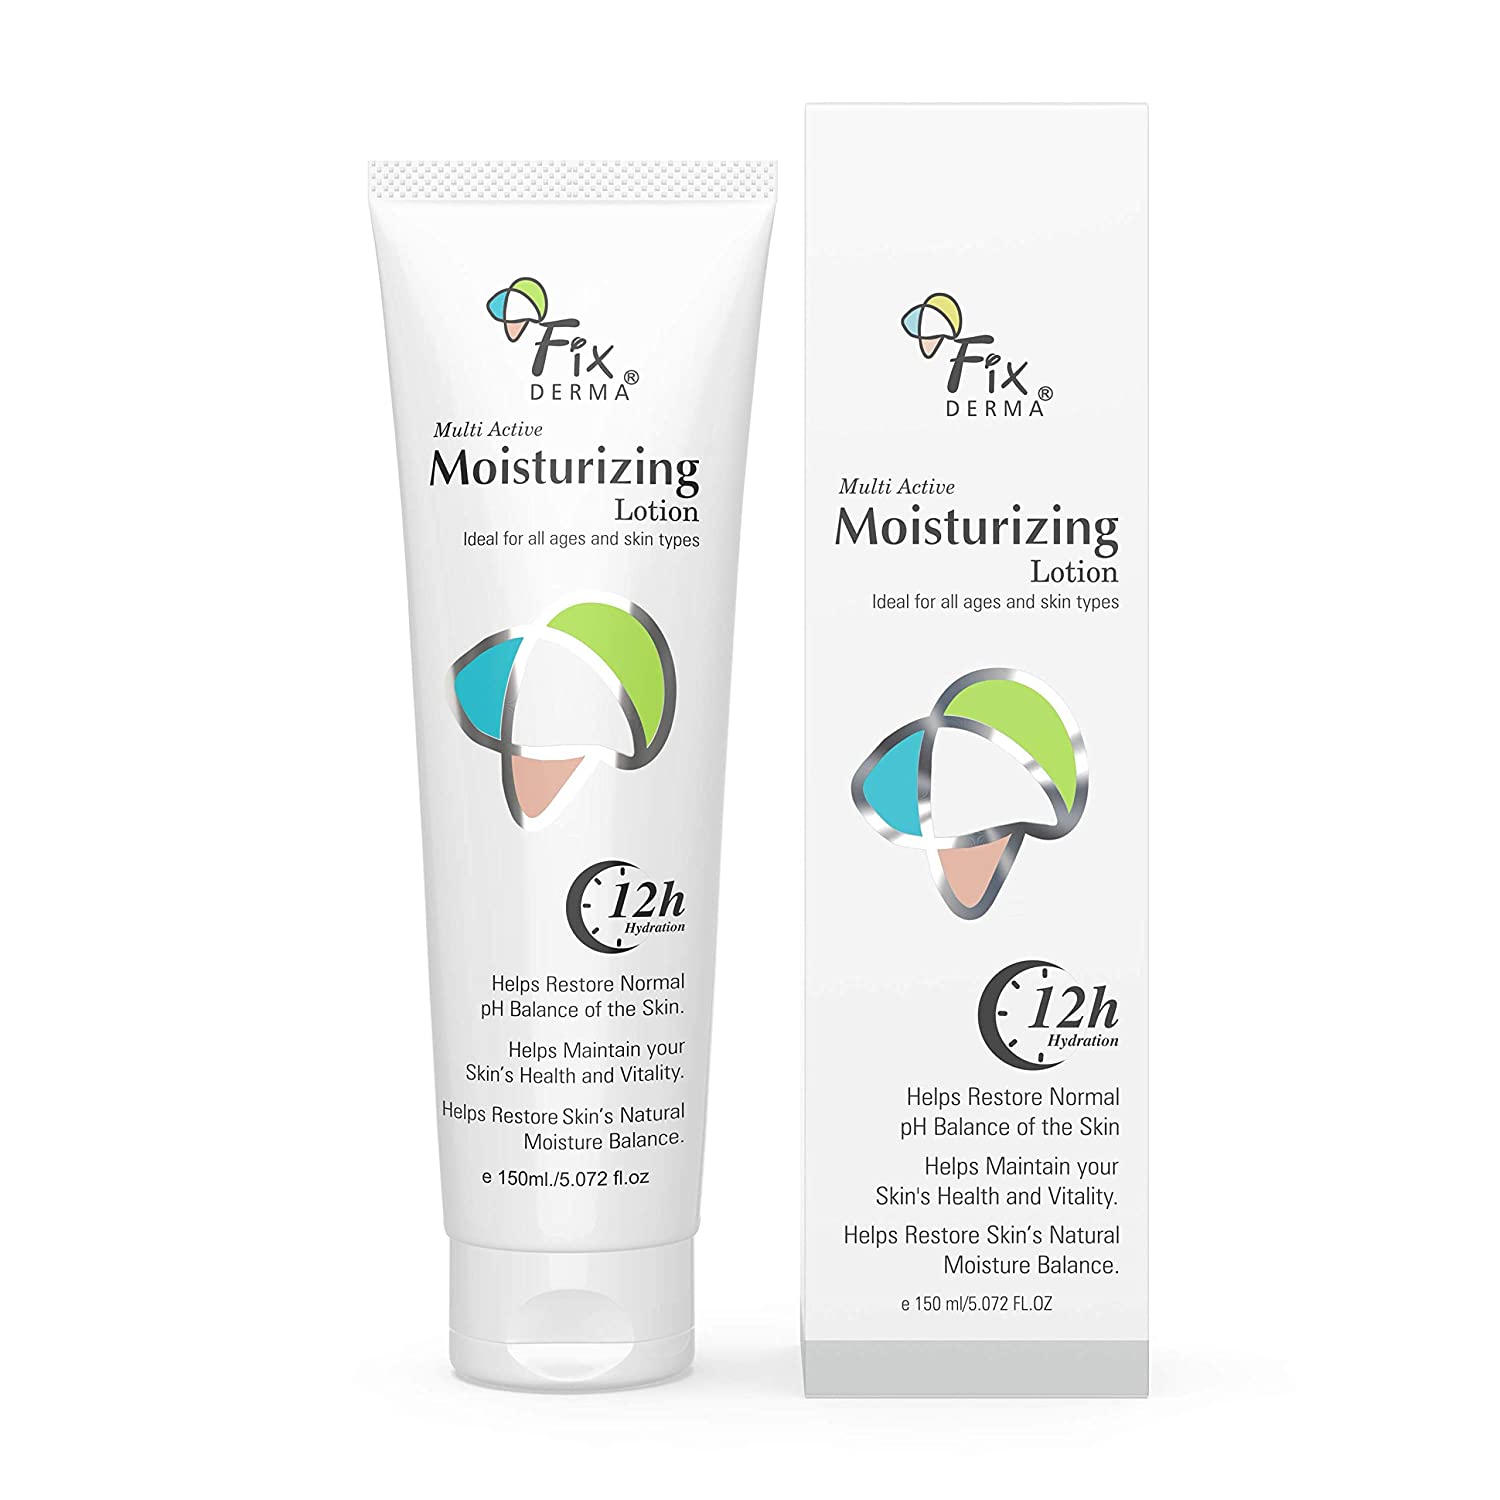 Fix
DERMA®
Multi Active
Moisturizing
Lotion
Ideal for all ages and skin types
12h
Hydration
Helps Restore Normal
pH Balance of the Skin.
Helps Maintain your
Skin's Health and Vitality.
Helps Restore Skin's Natural
Moisture Balance.
e 150ml./5.072 fl.oz
Fix
DERMA®
Multi Active
Moisturizing
Lotion
Ideal for all ages and skin types
12h
Hydration
Helps Restore Normal
pH Balance of the Skin
Helps Maintain your
Skin's Health and Vitality.
Helps Restore Skin's Natural
Moisture Balance.
e 150 ml/5.072 FL.OZ